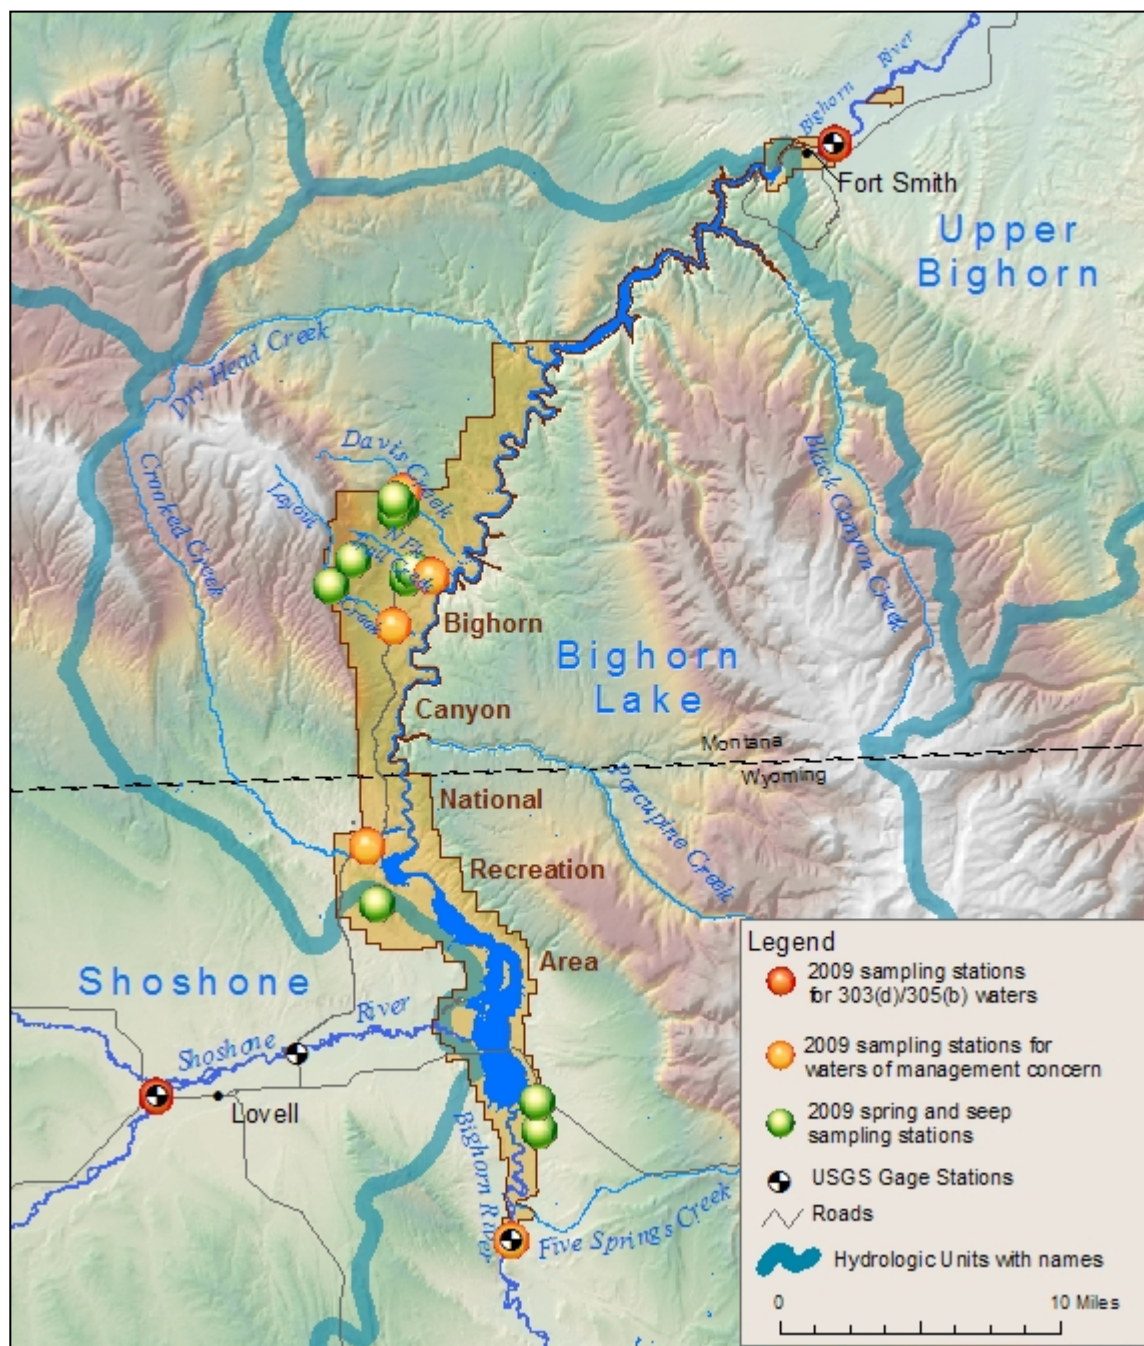 Bighorn River
Fort Smith
Upper
Bighorn
Dry Head Creek
Davis Creek
Crooked Creek
Layout
Creek
N Fk
Trail Creek
Black Canyon Creek
Bighorn
Canyon
National
Recreation
Area
Bighorn
Lake
Montana
Wyoming
Porcupine Creek
Shoshone
Shoshone River
Lovell
Bighorn River
Five Springs Creek
Legend
2009 sampling stations
for 303(d)/305(b) waters
2009 sampling stations for
waters of management concern
2009 spring and seep
sampling stations
USGS Gage Stations
Roads
Hydrologic Units with names
0 10 Miles